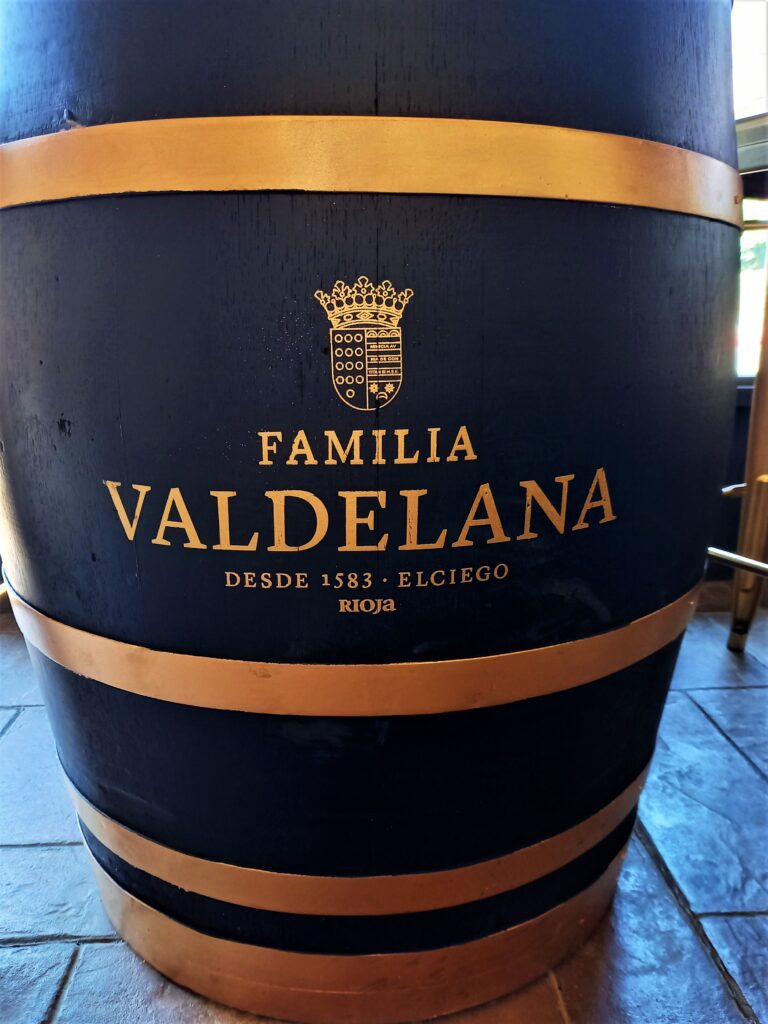 FAMILIA
VALDELANA
DESDE 1583 · ELCIEGO
RIOJa